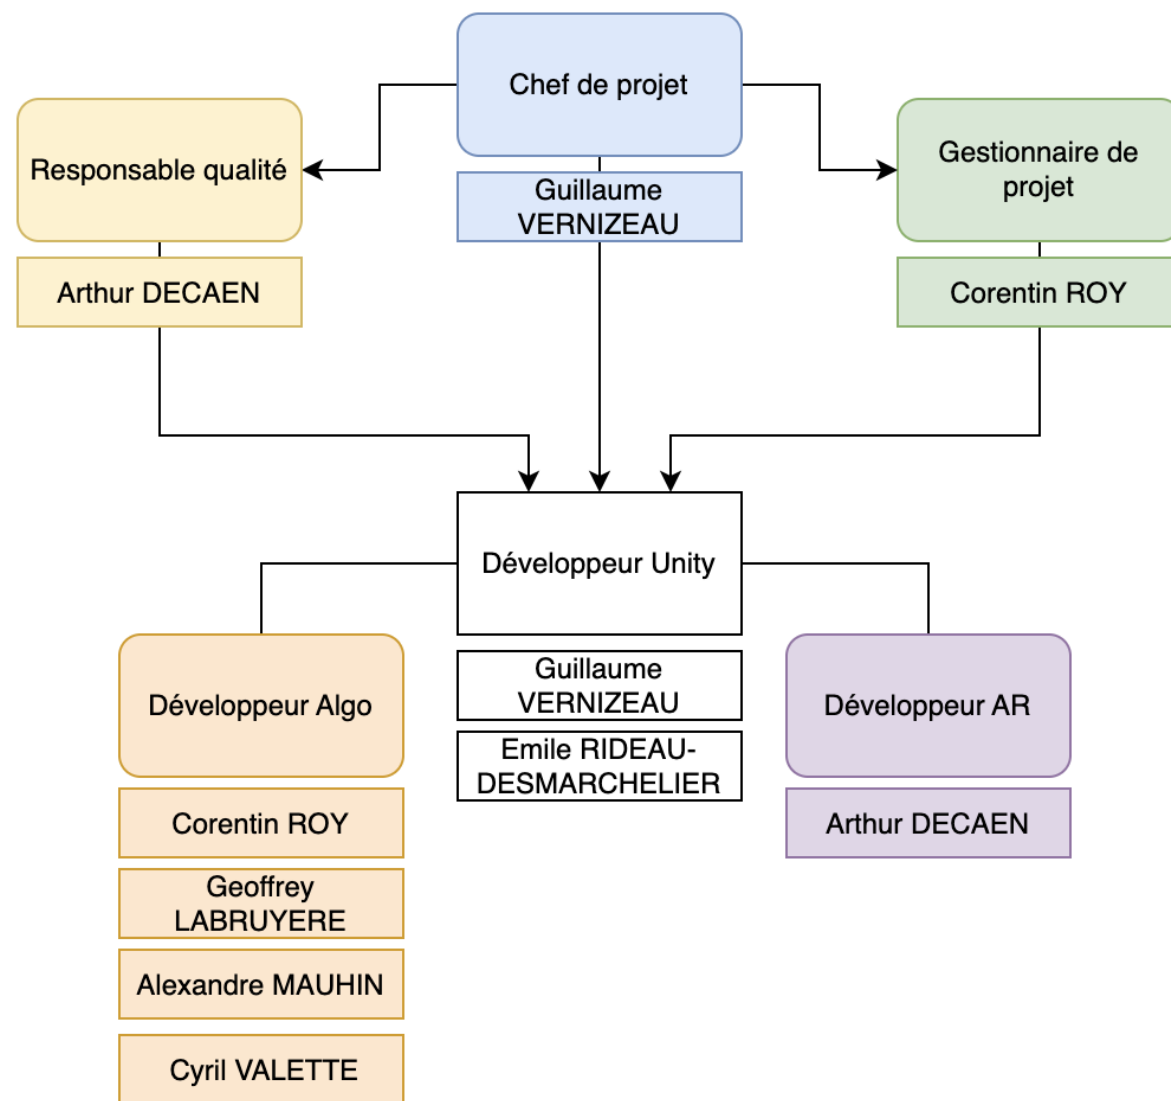 Chef de projet
Responsable qualité
Gestionnaire de
projet
Guillaume
VERNIZEAU
Arthur DECAEN
Corentin ROY
Développeur Unity
Guillaume
VERNIZEAU
Emile RIDEAU-
DESMARCHELIER
Développeur Algo
Corentin ROY
Geoffrey
LABRUYERE
Alexandre MAUHIN
Cyril VALETTE
Développeur AR
Arthur DECAEN